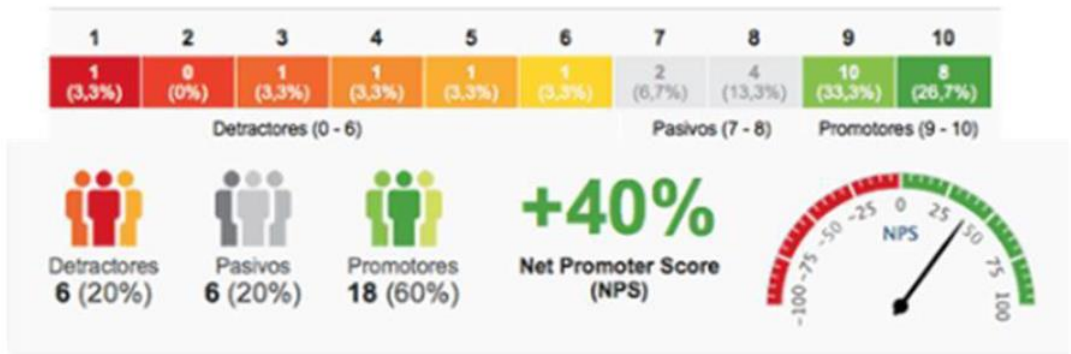 1 2 3 4 5 6 7 8 9 10
1 0 1 1 1 1 2 4 10 8
(3,3%) (0%) (3,3%) (3,3%) (3,3%) (3,3%) (6,7%) (13,3%) (33,3%) (26,7%)
Detractores (0 - 6) Pasivos (7 - 8) Promotores (9 - 10)
Detractores
6 (20%)
Pasivos
6 (20%)
Promotores
18 (60%)
+40%
Net Promoter Score
(NPS)
-100 -75 -50 -25 0 25 50 75 100
NPS